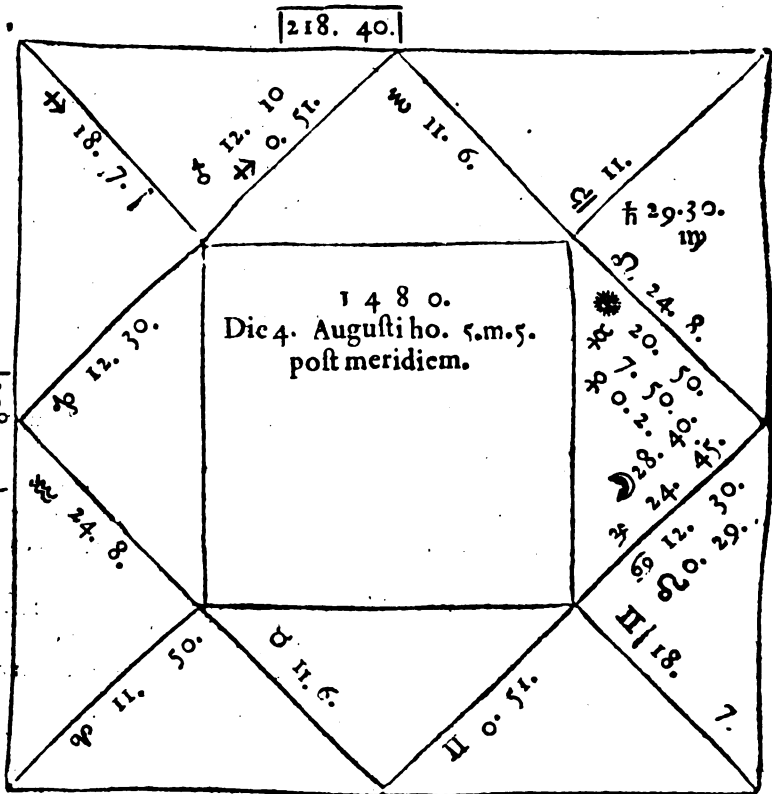 218. 40.
♐ 18. 7.
♂ 12. 10
♐ 0. 51.
♏ 11. 6.
♎ 11.
♄ 29. 30.
♍
♌ 24. 8.
☉
☿ 20. 50.
7. 50.
♀ 0. 2.
☽ 28. 40.
♃ 24. 45.
♋ 12. 30.
☊ 0. 29.
♊ 18. 7.
♊ 0. 51.
♉ 11. 6.
♈ 11. 50.
♒ 24. 8.
♑ 12. 30.
1480.
Die 4. Augusti ho. 5. m. 5.
post meridiem.